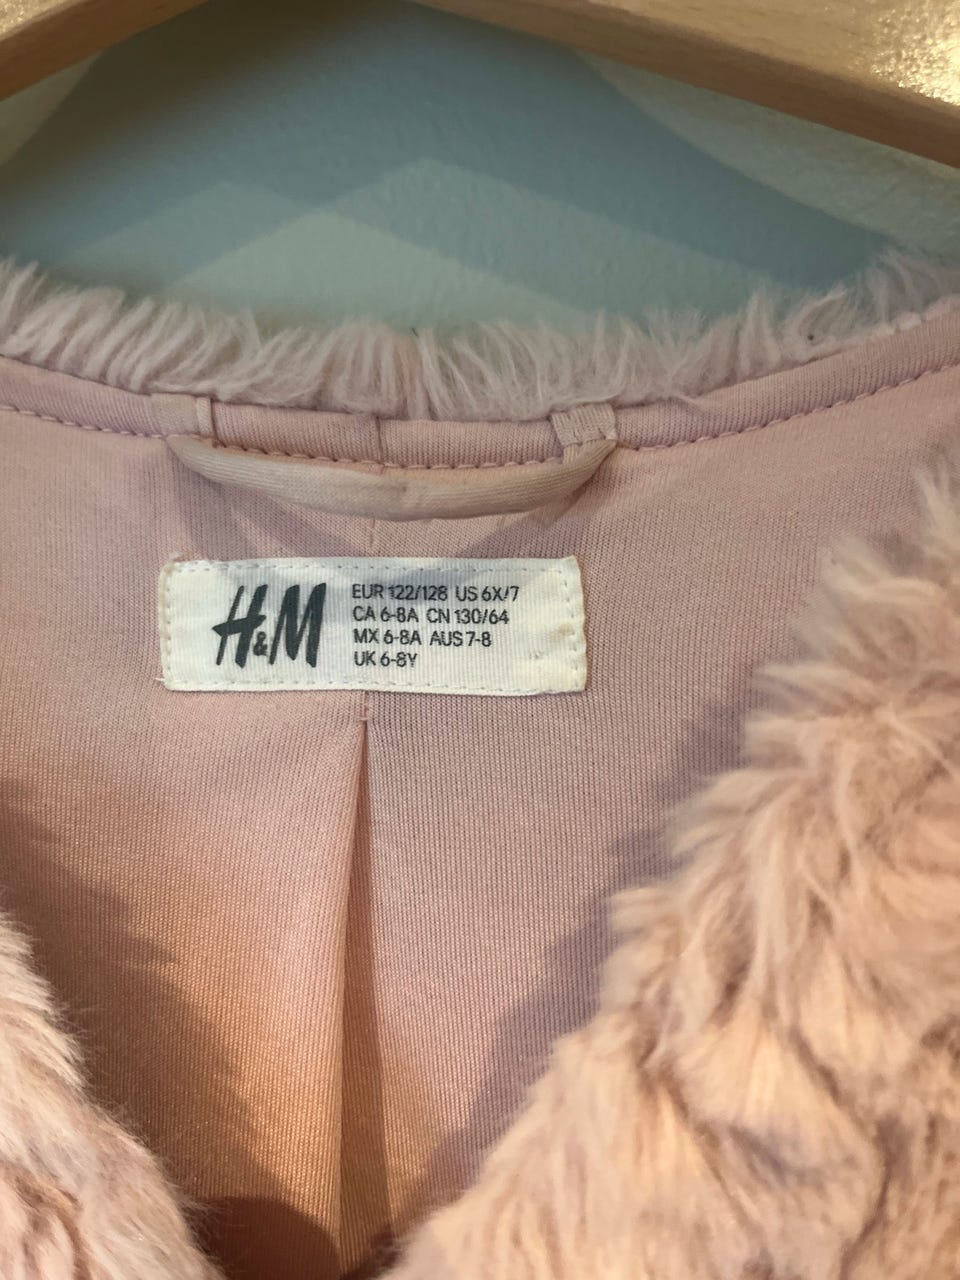 H&M
EUR 122/128 US 6X/7
CA 6-8A CN 130/64
MX 6-8A AUS 7-8
UK 6-8Y